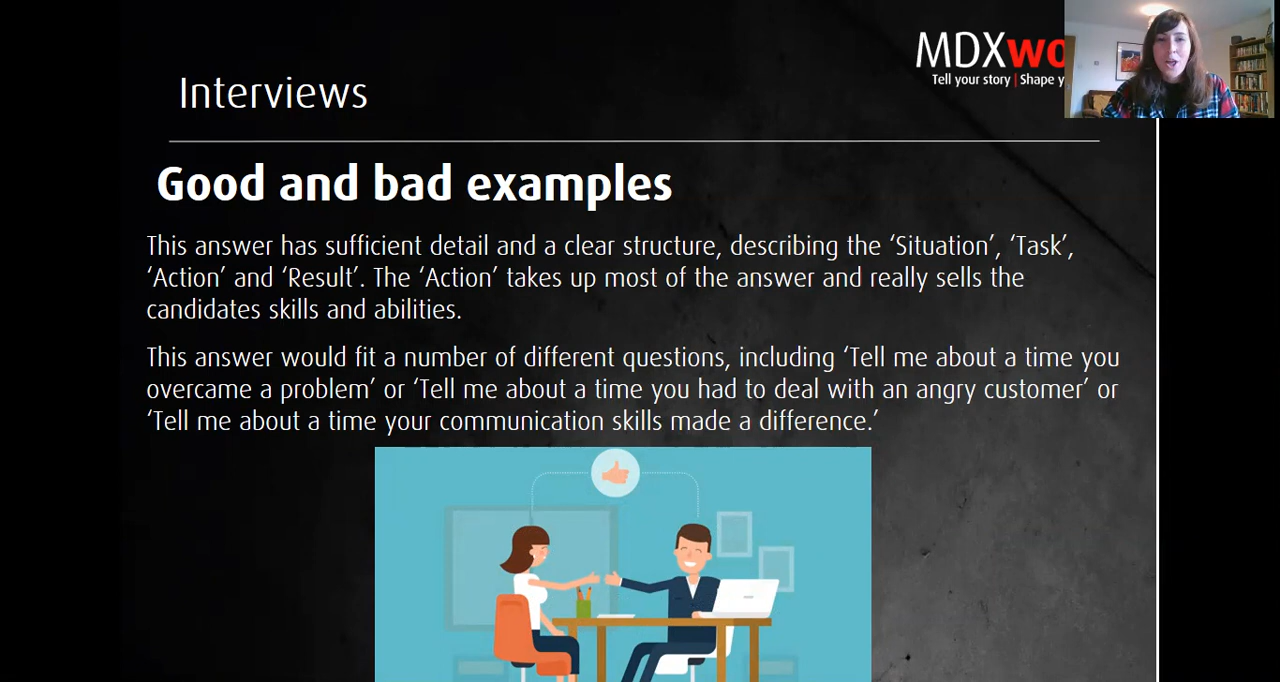 MDXwo
Tell your story | Shape y
Interviews
Good and bad examples
This answer has sufficient detail and a clear structure, describing the ‘Situation’, ‘Task’,
‘Action’ and ‘Result’. The ‘Action’ takes up most of the answer and really sells the
candidates skills and abilities.
This answer would fit a number of different questions, including ‘Tell me about a time you
overcame a problem’ or ‘Tell me about a time you had to deal with an angry customer’ or
‘Tell me about a time your communication skills made a difference.’